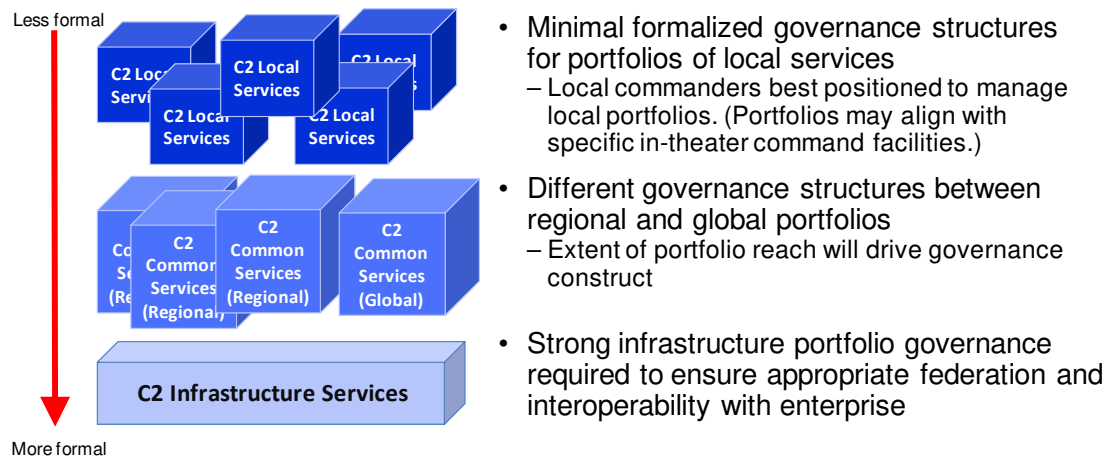 Less formal
C2 Local
Services
C2 Local
Services
C2 Local
C2 Local
Services
C2 Local
Services
C2
Common
Services
(Regional)
C2
Common
Services
(Regional)
C2
Common
Services
(Global)
C2 Infrastructure Services
More formal
• Minimal formalized governance structures
for portfolios of local services
– Local commanders best positioned to manage
local portfolios. (Portfolios may align with
specific in-theater command facilities.)
• Different governance structures between
regional and global portfolios
– Extent of portfolio reach will drive governance
construct
• Strong infrastructure portfolio governance
required to ensure appropriate federation and
interoperability with enterprise